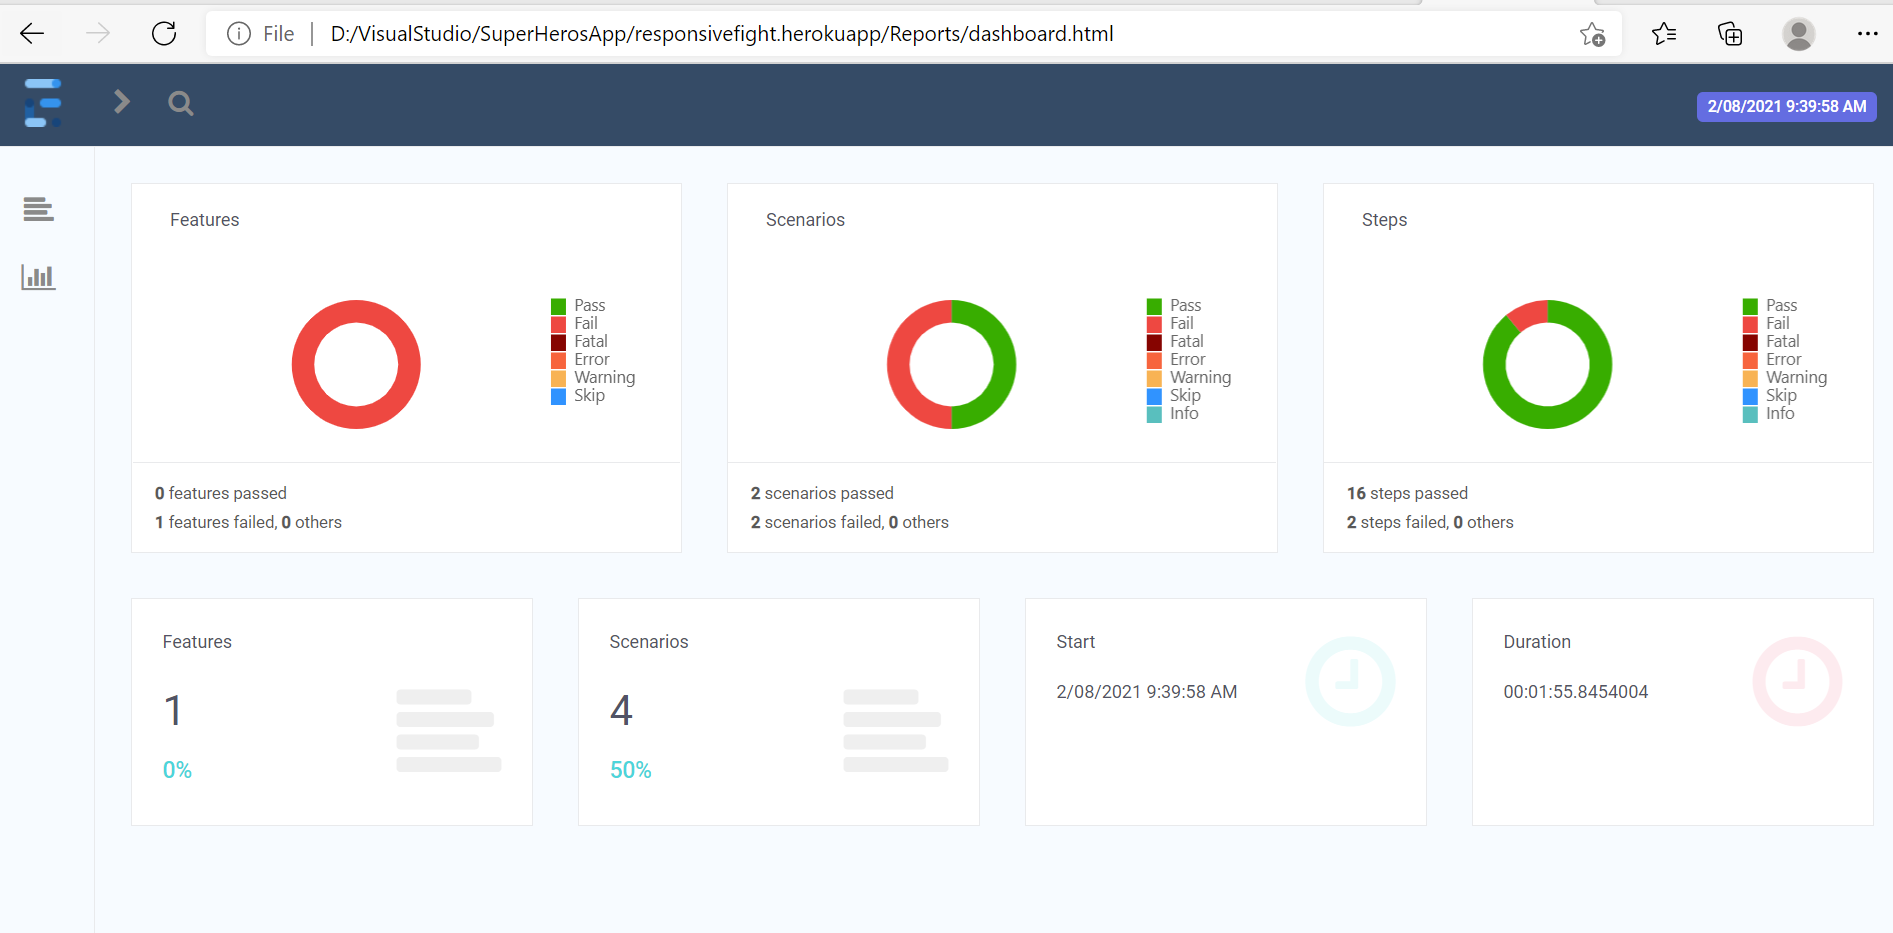 File | D:/VisualStudio/SuperHerosApp/responsivefight.herokuapp/Reports/dashboard.html
2/08/2021 9:39:58 AM
Features
Pass
Fail
Fatal
Error
Warning
Skip
0 features passed
1 features failed, 0 others
Scenarios
Pass
Fail
Fatal
Error
Warning
Skip
Info
2 scenarios passed
2 scenarios failed, 0 others
Steps
Pass
Fail
Fatal
Error
Warning
Skip
Info
16 steps passed
2 steps failed, 0 others
Features
1
0%
Scenarios
4
50%
Start
2/08/2021 9:39:58 AM
Duration
00:01:55.8454004